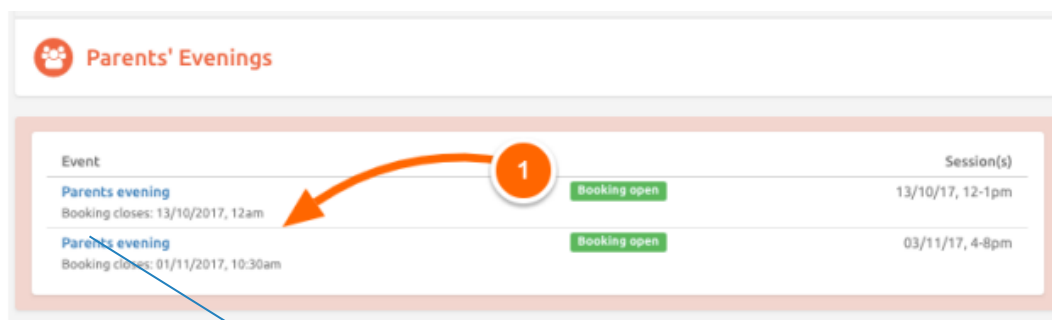 Parents' Evenings
Event Session(s)
1
Parents evening Booking open 13/10/17, 12-1pm
Booking closes: 13/10/2017, 12am
Parents evening Booking open 03/11/17, 4-8pm
Booking closes: 01/11/2017, 10:30am